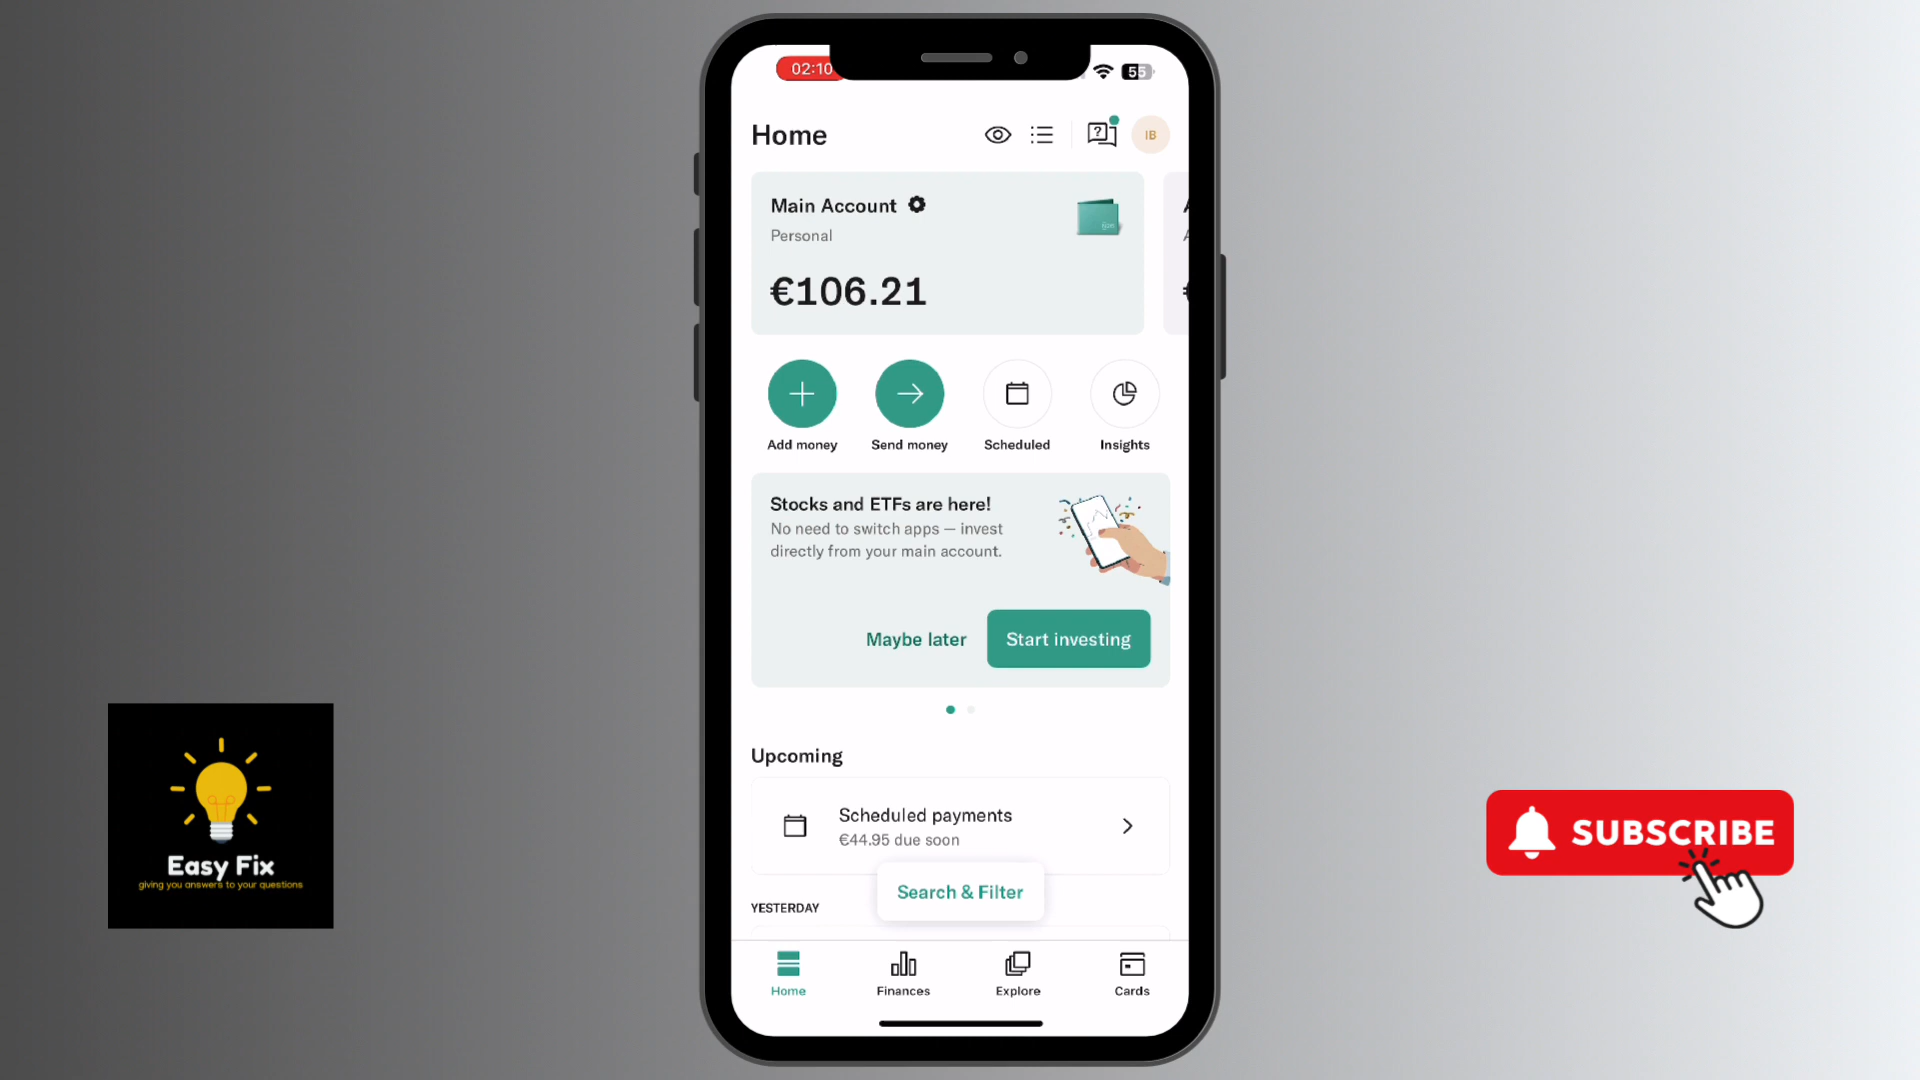 02:10
55
Home
?
IB
Main Account
Personal
€106.21
Add money
Send money
Scheduled
Insights
Stocks and ETFs are here!
No need to switch apps — invest
directly from your main account.
Maybe later
Start investing
Upcoming
Scheduled payments
€44.95 due soon
Search & Filter
YESTERDAY
Home
Finances
Explore
Cards
Easy Fix
giving you answers to your questions
SUBSCRIBE